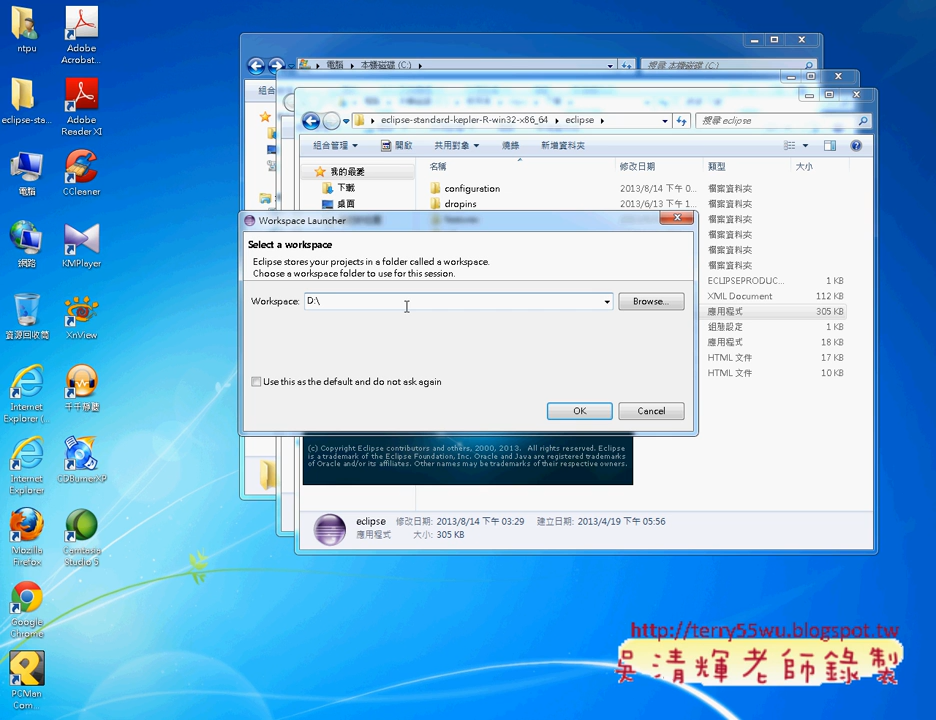 ntpu
Adobe Acrobat...
eclipse-sta...
Adobe Reader XI
電腦
CCleaner
網路
KMPlayer
資源回收筒
XnView
Internet Explorer (...
千千靜聽
Internet Explorer
CDBurnerXP
Mozilla Firefox
Camtasia Studio 8
Google Chrome
PCMan Com...
電腦 ▸ 本機磁碟 (C:) ▸
搜尋 本機磁碟 (C:)
組合
eclipse-standard-kepler-R-win32-x86_64 ▸ eclipse ▸
搜尋 eclipse
組合管理 ▾ 開啟 共用對象 ▾ 燒錄 新增資料夾
我的最愛
下載
桌面
名稱 修改日期 類型 大小
configuration 2013/8/14 下午 0... 檔案資料夾
dropins 2013/6/13 下午 1... 檔案資料夾
features 檔案資料夾
檔案資料夾
檔案資料夾
檔案資料夾
ECLIPSEPRODUC... 1 KB
XML Document 112 KB
應用程式 305 KB
組態設定 1 KB
應用程式 18 KB
HTML 文件 17 KB
HTML 文件 10 KB
Workspace Launcher
Select a workspace
Eclipse stores your projects in a folder called a workspace.
Choose a workspace folder to use for this session.
Workspace: D:\ Browse...
Use this as the default and do not ask again
OK Cancel
(c) Copyright Eclipse contributors and others, 2000, 2013. All rights reserved. Eclipse
is a trademark of the Eclipse Foundation, Inc. Oracle and Java are registered trademarks
of Oracle and/or its affiliates. Other names may be trademarks of their respective owners.
eclipse 修改日期: 2013/8/14 下午 03:29 建立日期: 2013/4/19 下午 05:56
應用程式 大小: 305 KB
http://terry55wu.blogspot.tw
吳清輝老師錄製